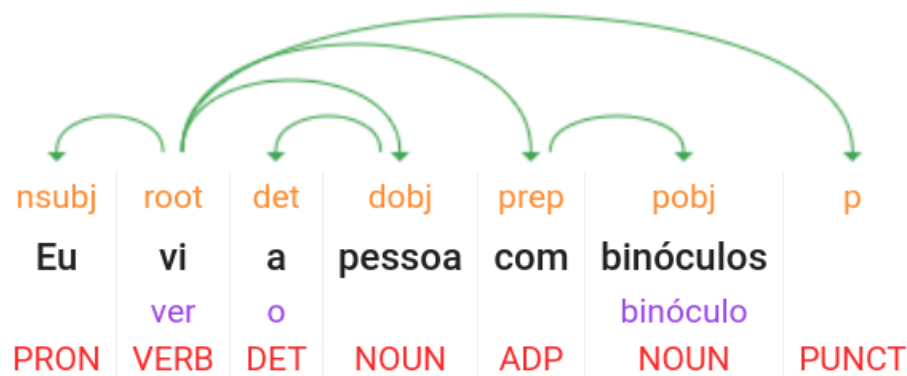 nsubj root det dobj prep pobj p
Eu vi a pessoa com binóculos
ver o binóculo
PRON VERB DET NOUN ADP NOUN PUNCT